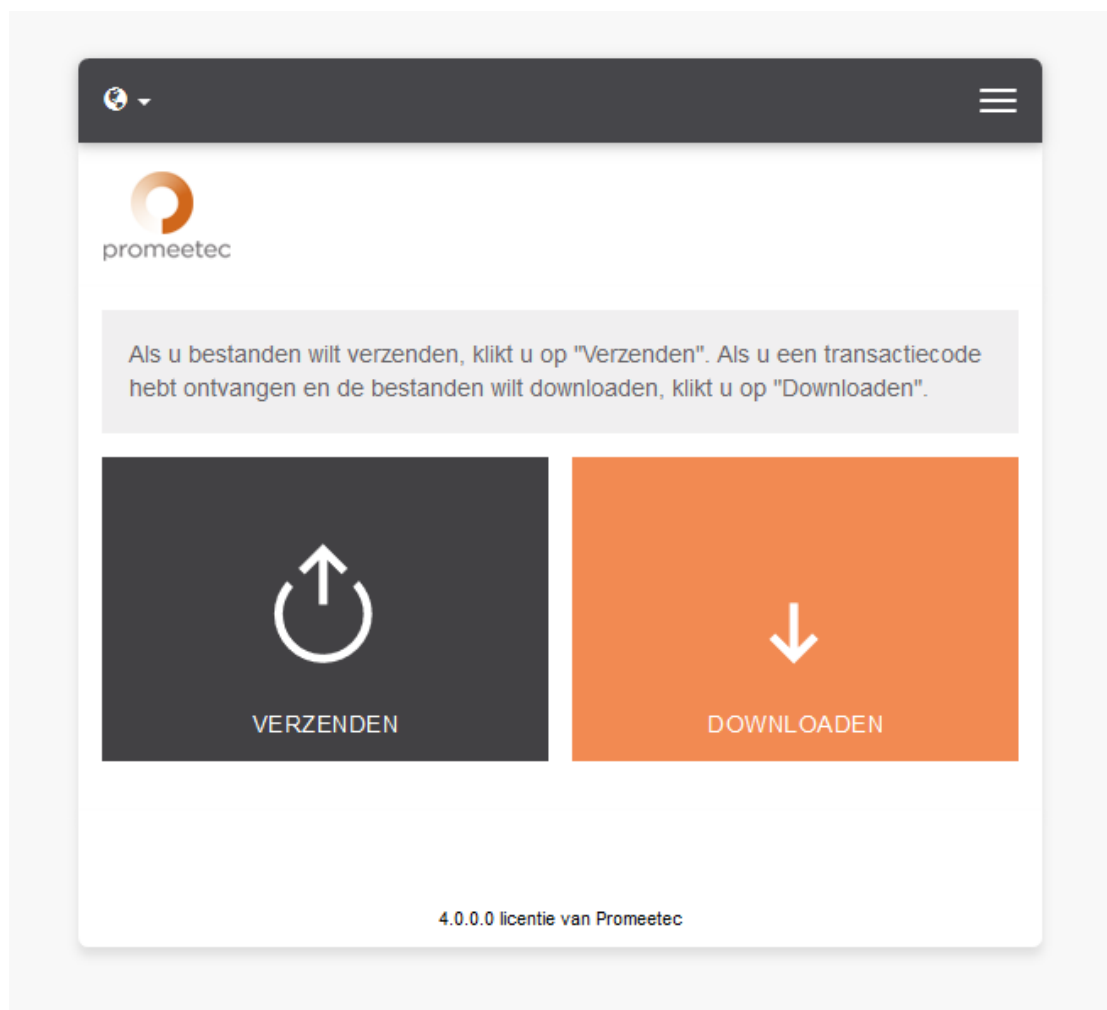 promeetec
Als u bestanden wilt verzenden, klikt u op "Verzenden". Als u een transactiecode
hebt ontvangen en de bestanden wilt downloaden, klikt u op "Downloaden".
VERZENDEN
DOWNLOADEN
4.0.0.0 licentie van Promeetec